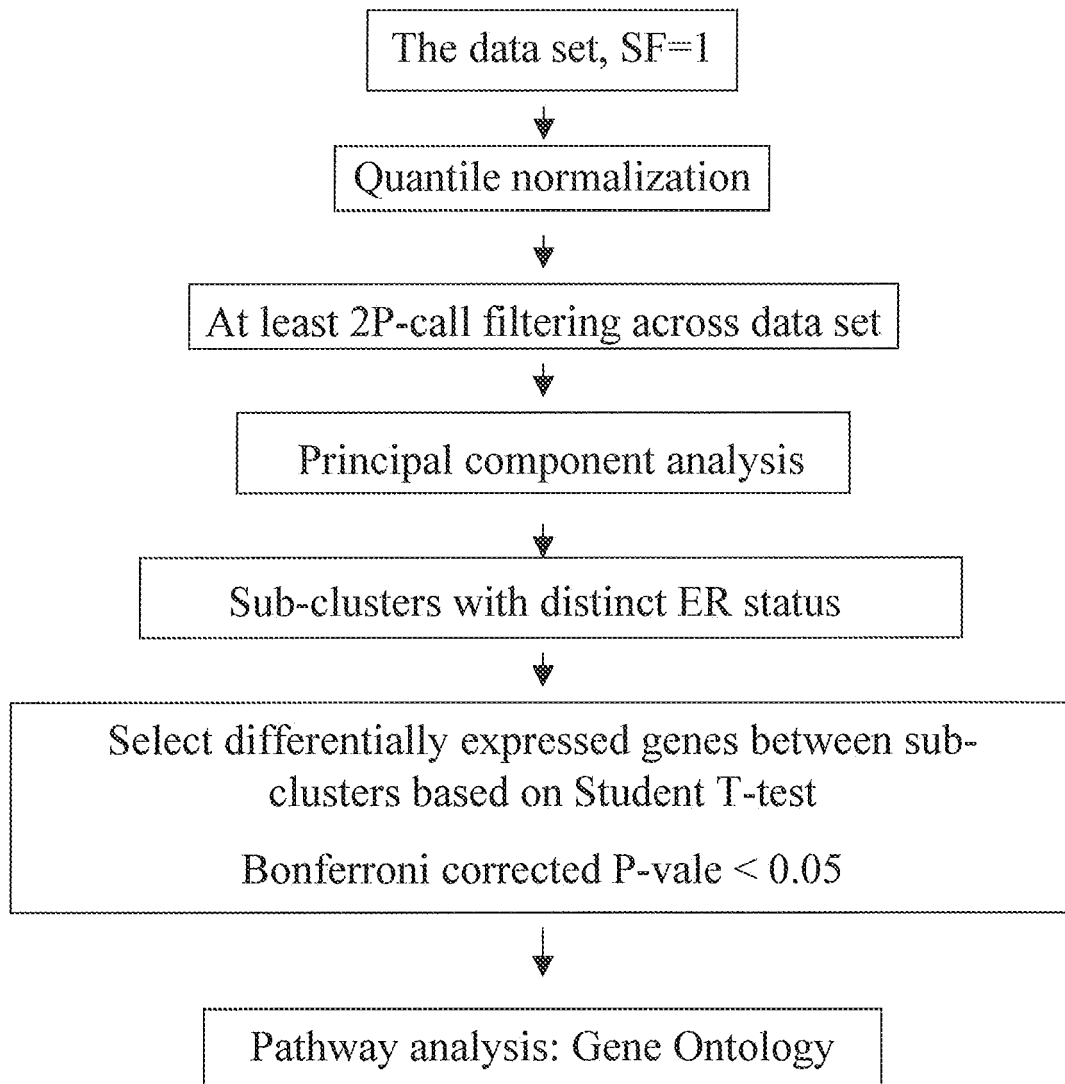 The data set, SF=1
Quantile normalization
At least 2P-call filtering across data set
Principal component analysis
Sub-clusters with distinct ER status
Select differentially expressed genes between sub-
clusters based on Student T-test
Bonferroni corrected P-vale < 0.05
Pathway analysis: Gene Ontology